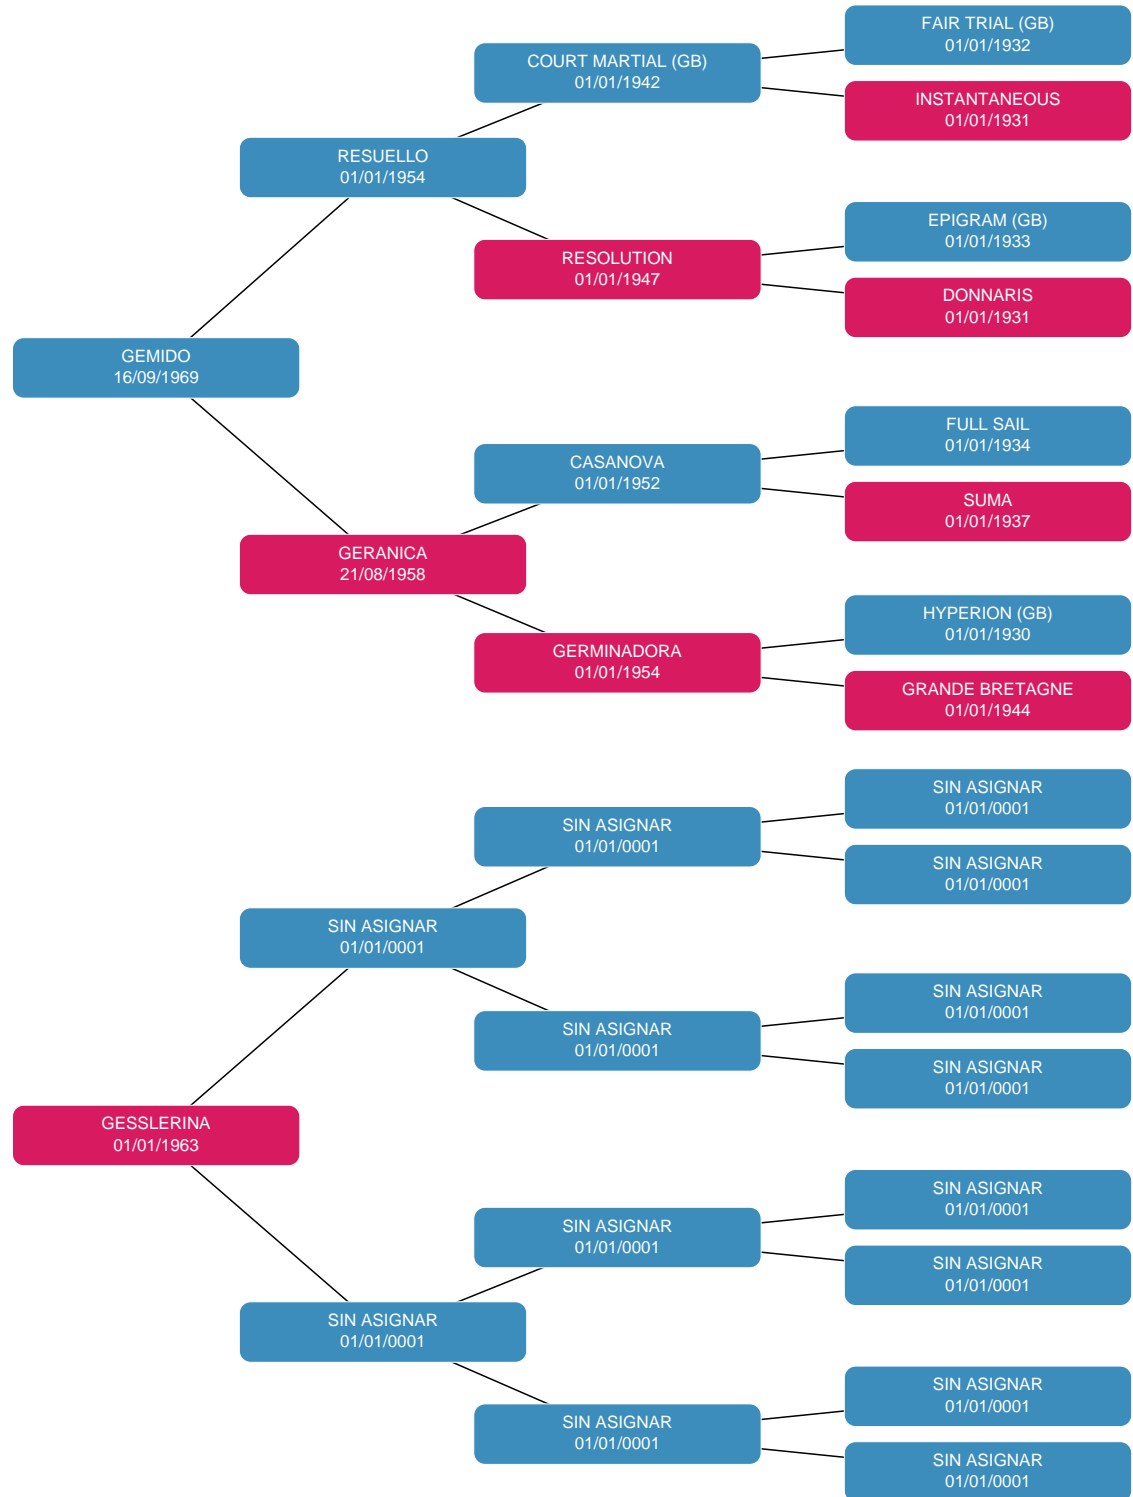 FAIR TRIAL (GB)
01/01/1932
COURT MARTIAL (GB)
01/01/1942
INSTANTANEOUS
01/01/1931
RESUELLO
01/01/1954
EPIGRAM (GB)
01/01/1933
RESOLUTION
01/01/1947
DONNARIS
01/01/1931
GEMIDO
16/09/1969
FULL SAIL
01/01/1934
CASANOVA
01/01/1952
SUMA
01/01/1937
GERANICA
21/08/1958
HYPERION (GB)
01/01/1930
GERMINADORA
01/01/1954
GRANDE BRETAGNE
01/01/1944
SIN ASIGNAR
01/01/0001
SIN ASIGNAR
01/01/0001
SIN ASIGNAR
01/01/0001
SIN ASIGNAR
01/01/0001
SIN ASIGNAR
01/01/0001
SIN ASIGNAR
01/01/0001
SIN ASIGNAR
01/01/0001
GESSLERINA
01/01/1963
SIN ASIGNAR
01/01/0001
SIN ASIGNAR
01/01/0001
SIN ASIGNAR
01/01/0001
SIN ASIGNAR
01/01/0001
SIN ASIGNAR
01/01/0001
SIN ASIGNAR
01/01/0001
SIN ASIGNAR
01/01/0001